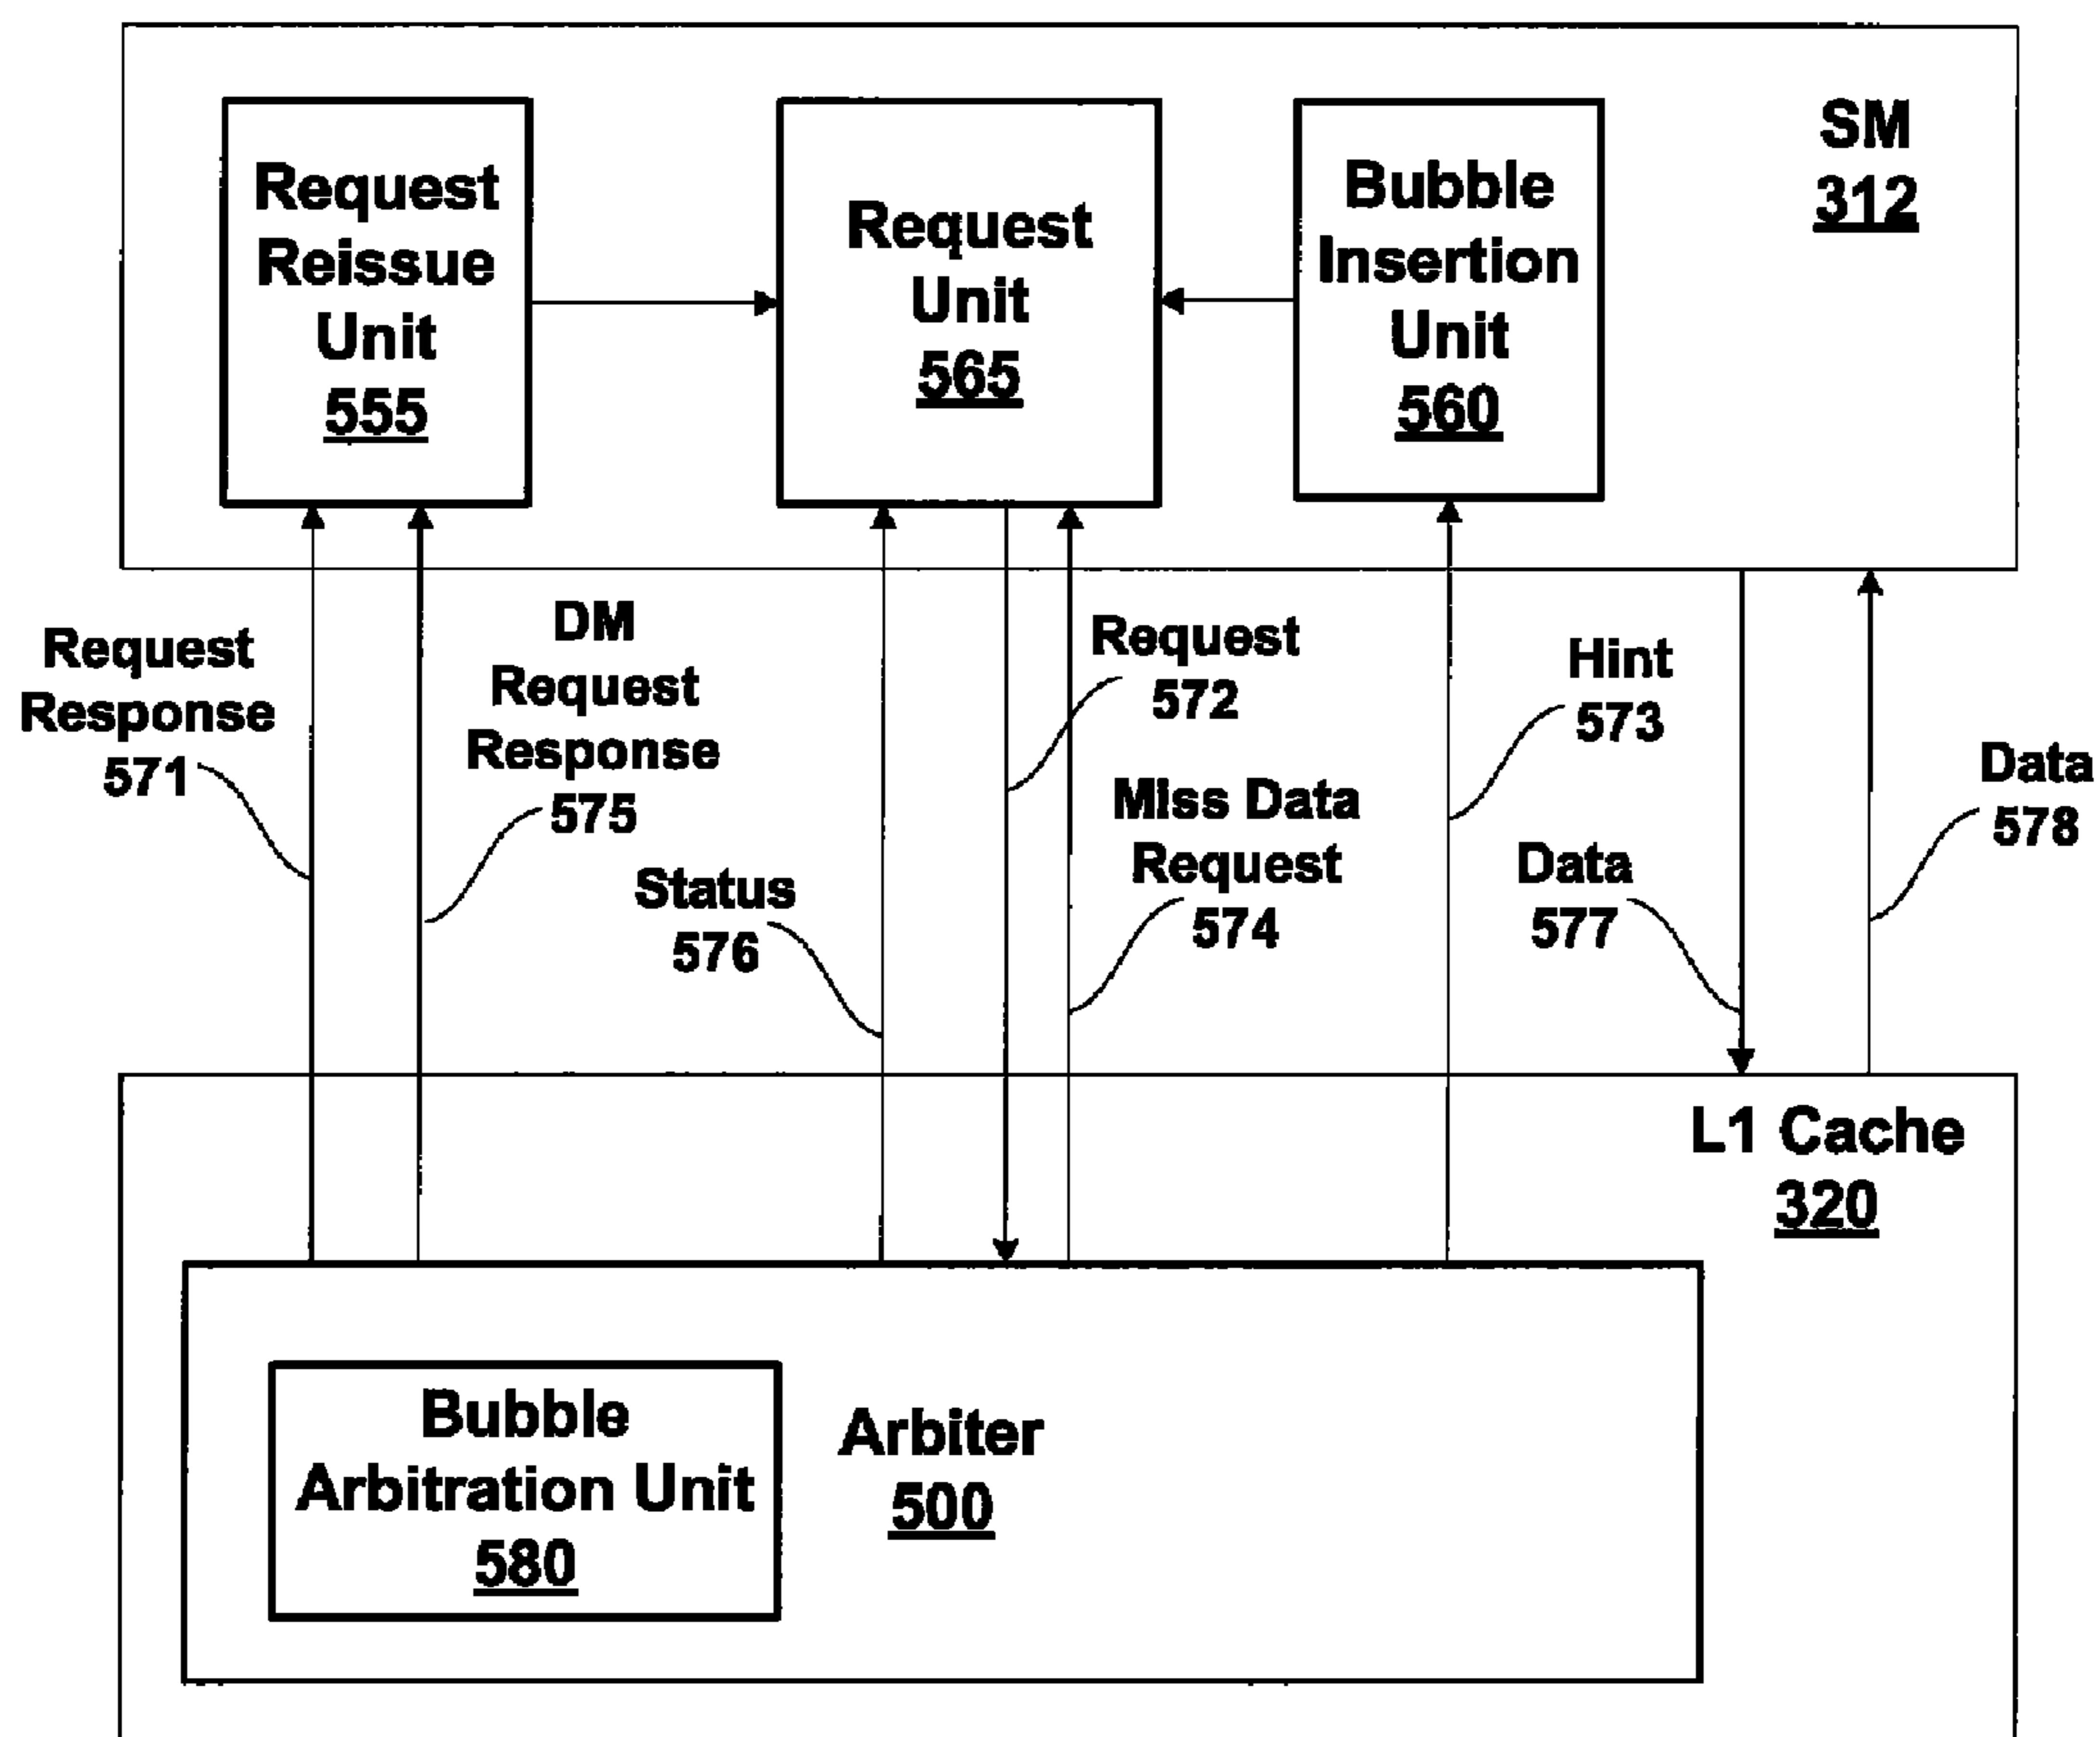 Request
Reissue
Unit
555
Request
Unit
565
Bubble
Insertion
Unit
560
SM
312
Request
Response
571
DM
Request
Response
575
Status
576
Request
572
Miss Data
Request
574
Hint
573
Data
577
Data
578
L1 Cache
320
Bubble
Arbitration Unit
580
Arbiter
500